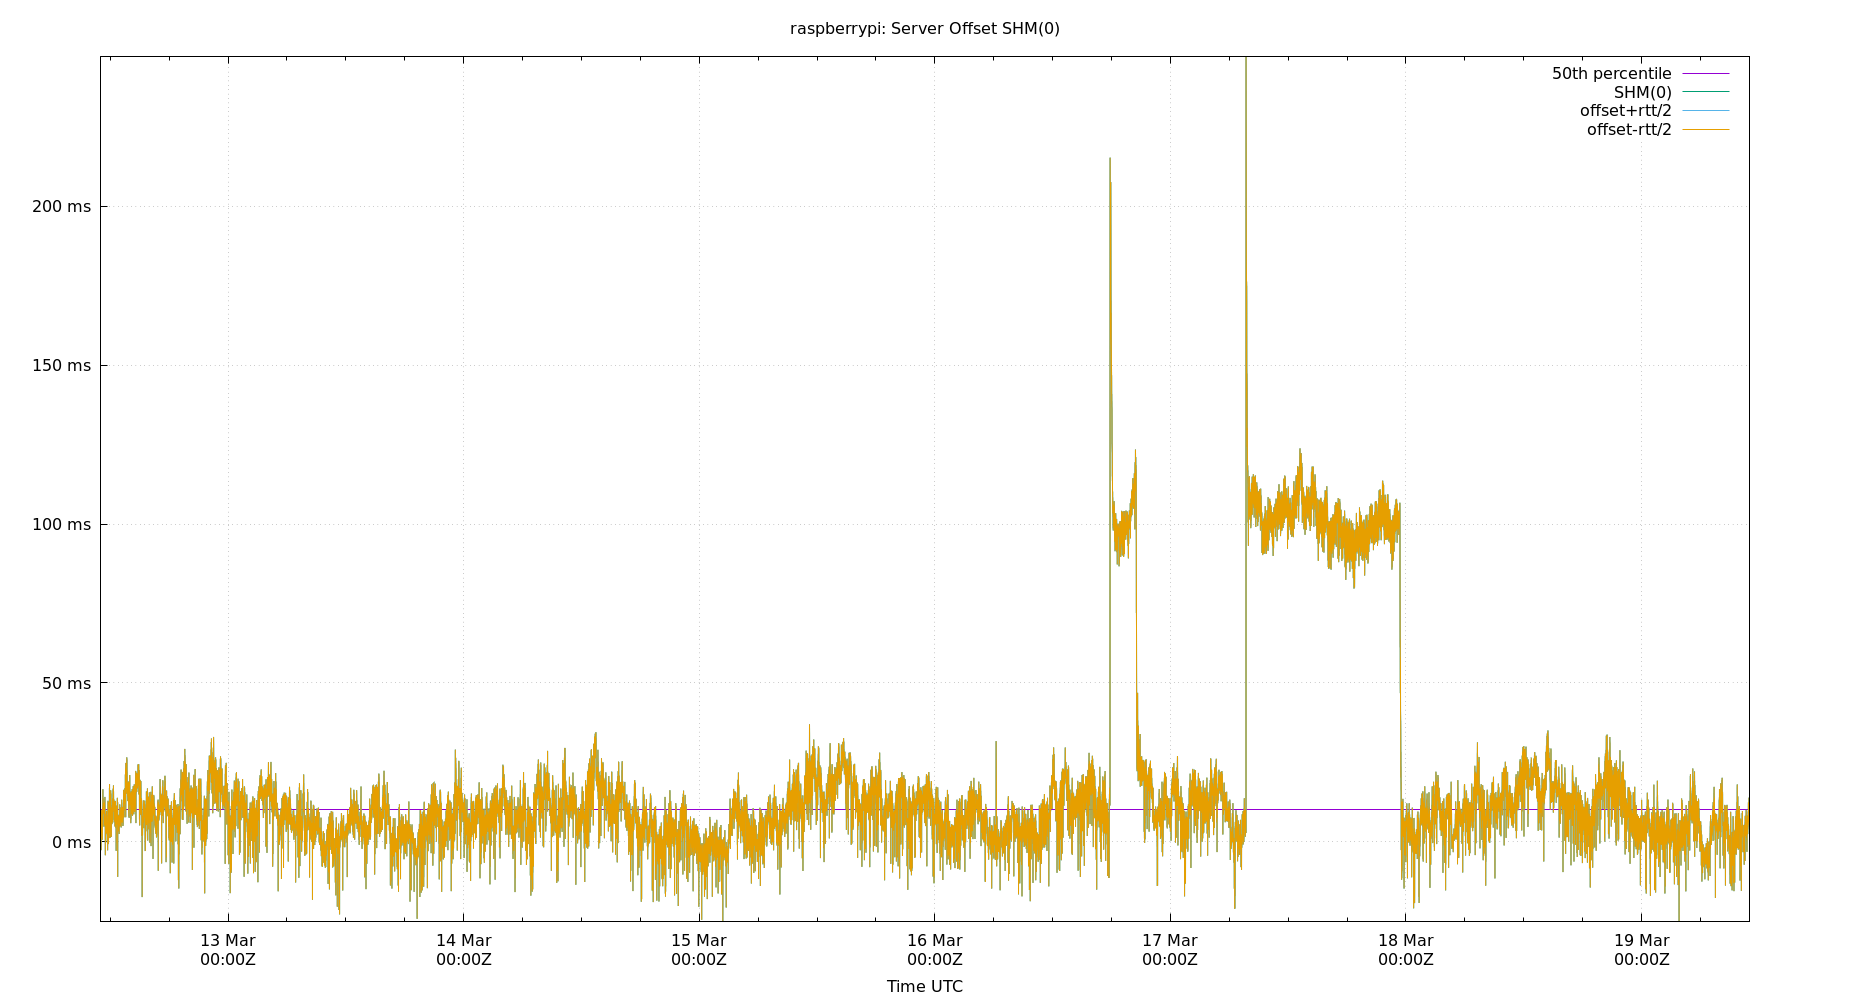 raspberrypi: Server Offset SHM(0)
50th percentile
SHM(0)
offset+rtt/2
offset-rtt/2
200 ms
150 ms
100 ms
50 ms
0 ms
13 Mar 14 Mar 15 Mar 16 Mar 17 Mar 18 Mar 19 Mar
00:00Z 00:00Z 00:00Z 00:00Z 00:00Z 00:00Z 00:00Z
Time UTC